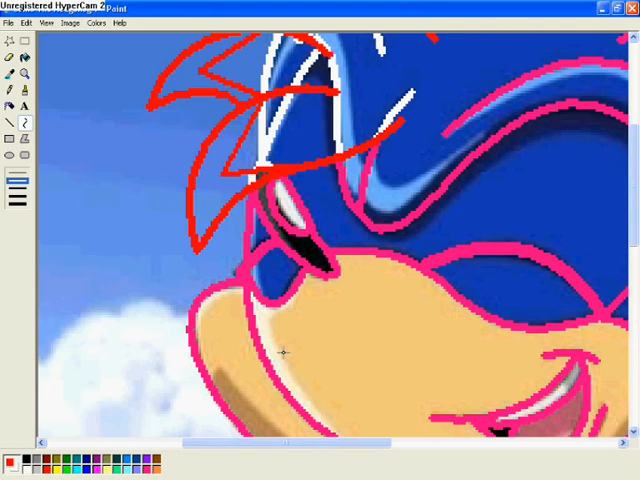 Unregistered HyperCam 2
Paint
File Edit View Image Colors Help
A